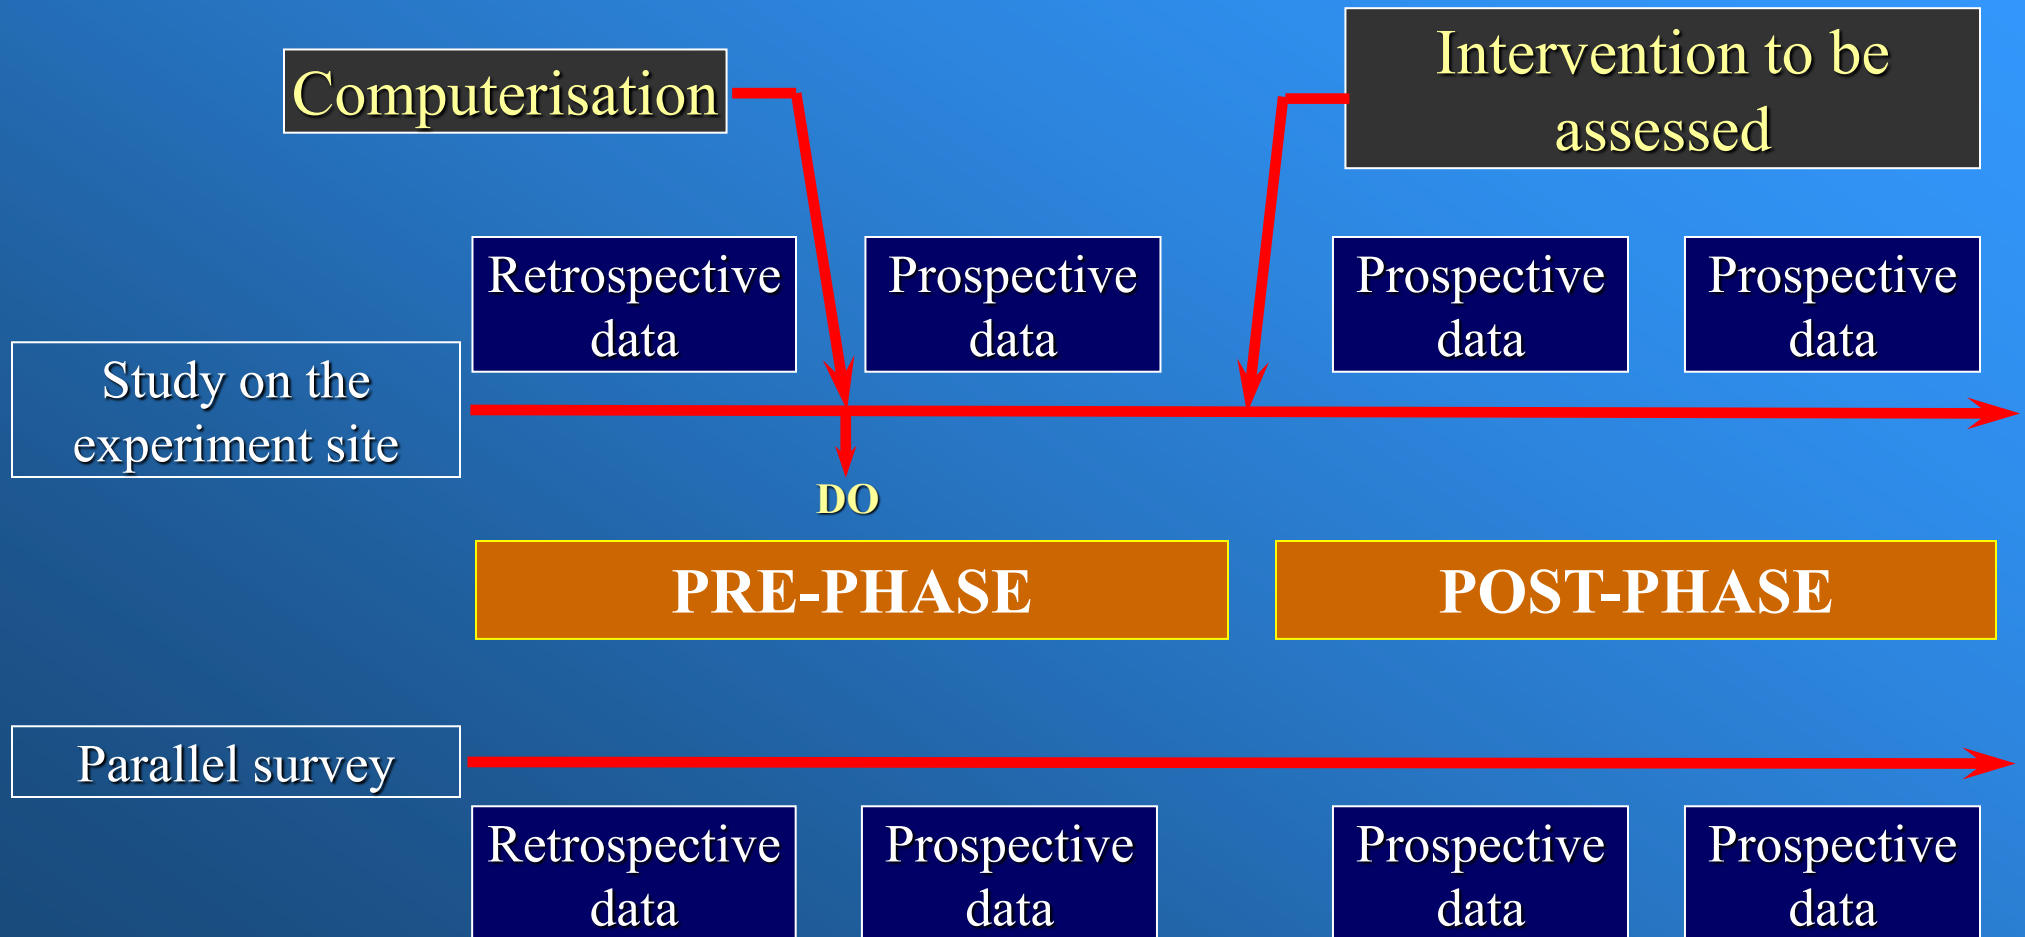 Computerisation
Intervention to be
assessed
Retrospective
data
Prospective
data
Prospective
data
Prospective
data
Study on the
experiment site
DO
PRE-PHASE
POST-PHASE
Parallel survey
Retrospective
data
Prospective
data
Prospective
data
Prospective
data